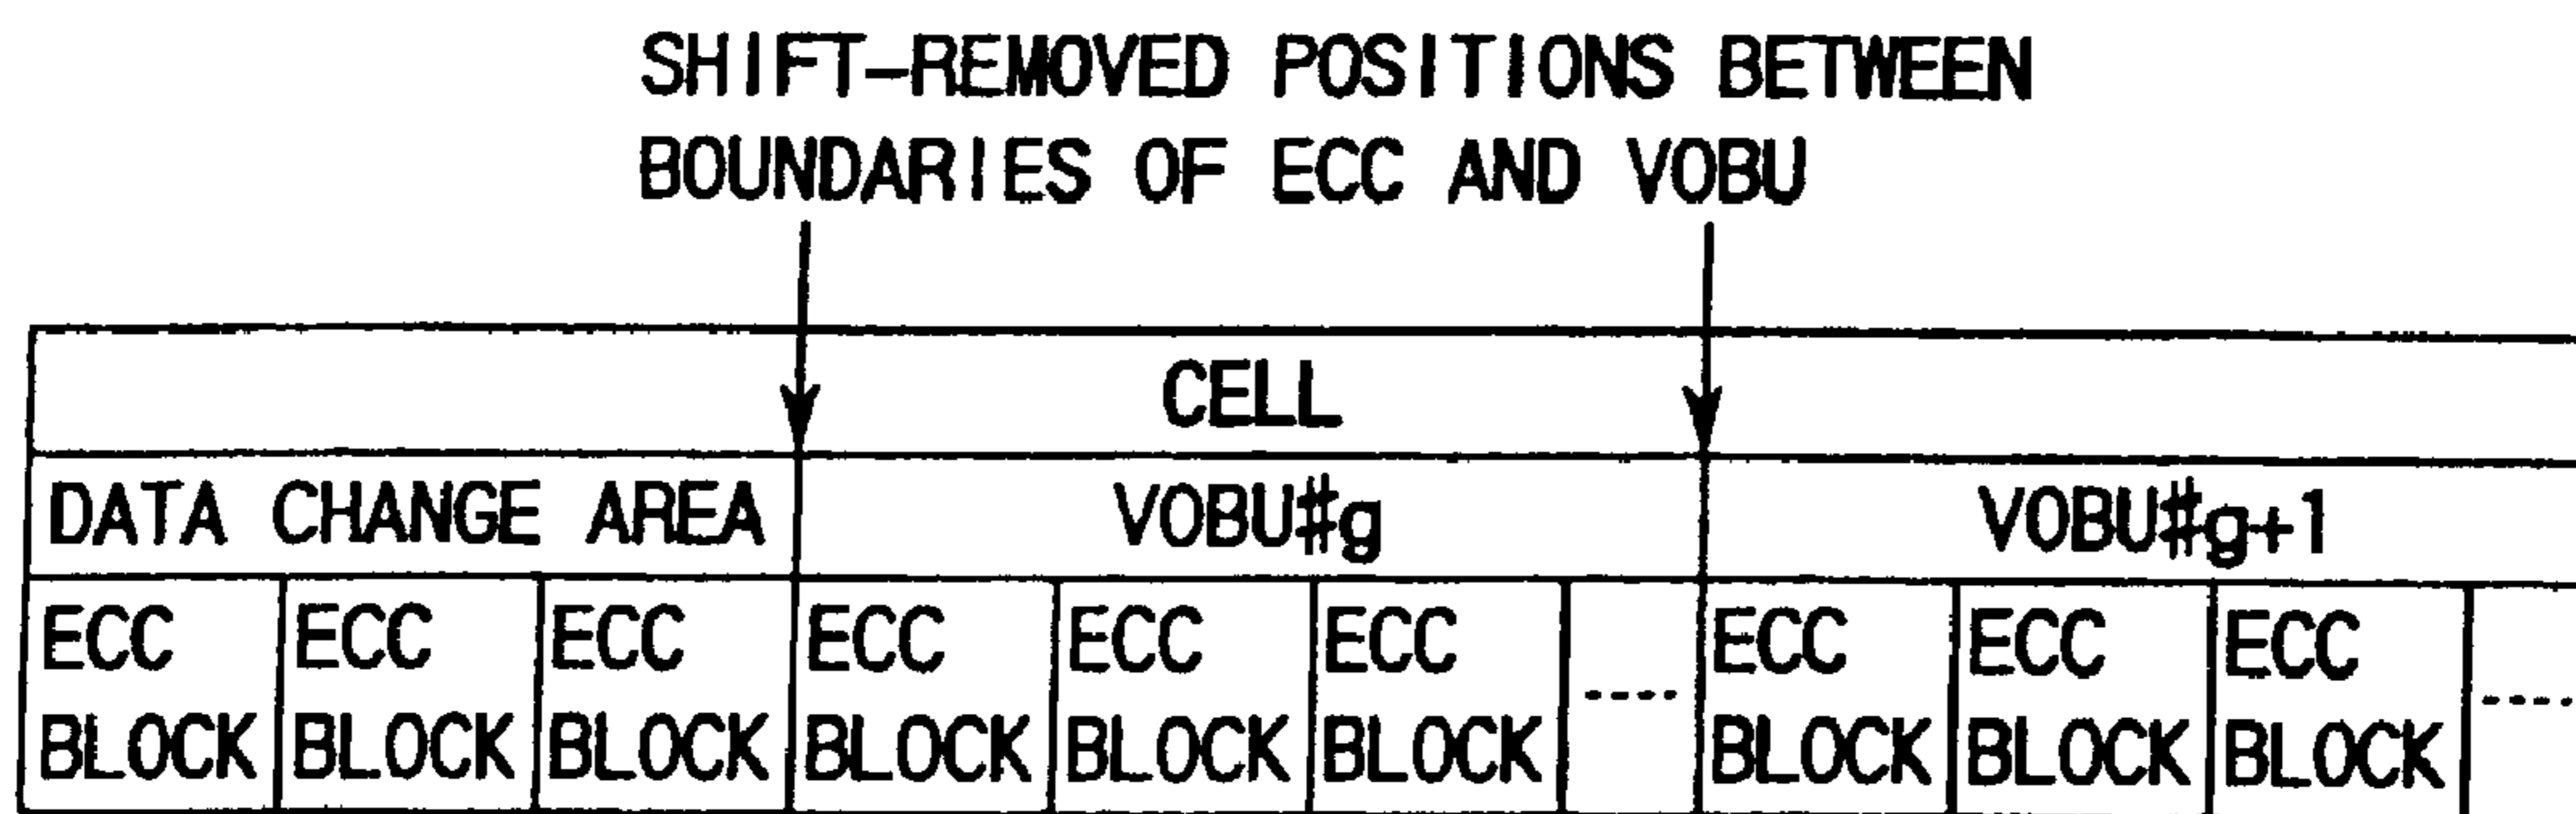 SHIFT-REMOVED POSITIONS BETWEEN
BOUNDARIES OF ECC AND VOBU
CELL
DATA CHANGE AREA VOBU#g VOBU#g+1
ECC ECC ECC ECC ECC ECC ECC ECC ECC
BLOCK BLOCK BLOCK BLOCK BLOCK BLOCK ---- BLOCK BLOCK BLOCK ----